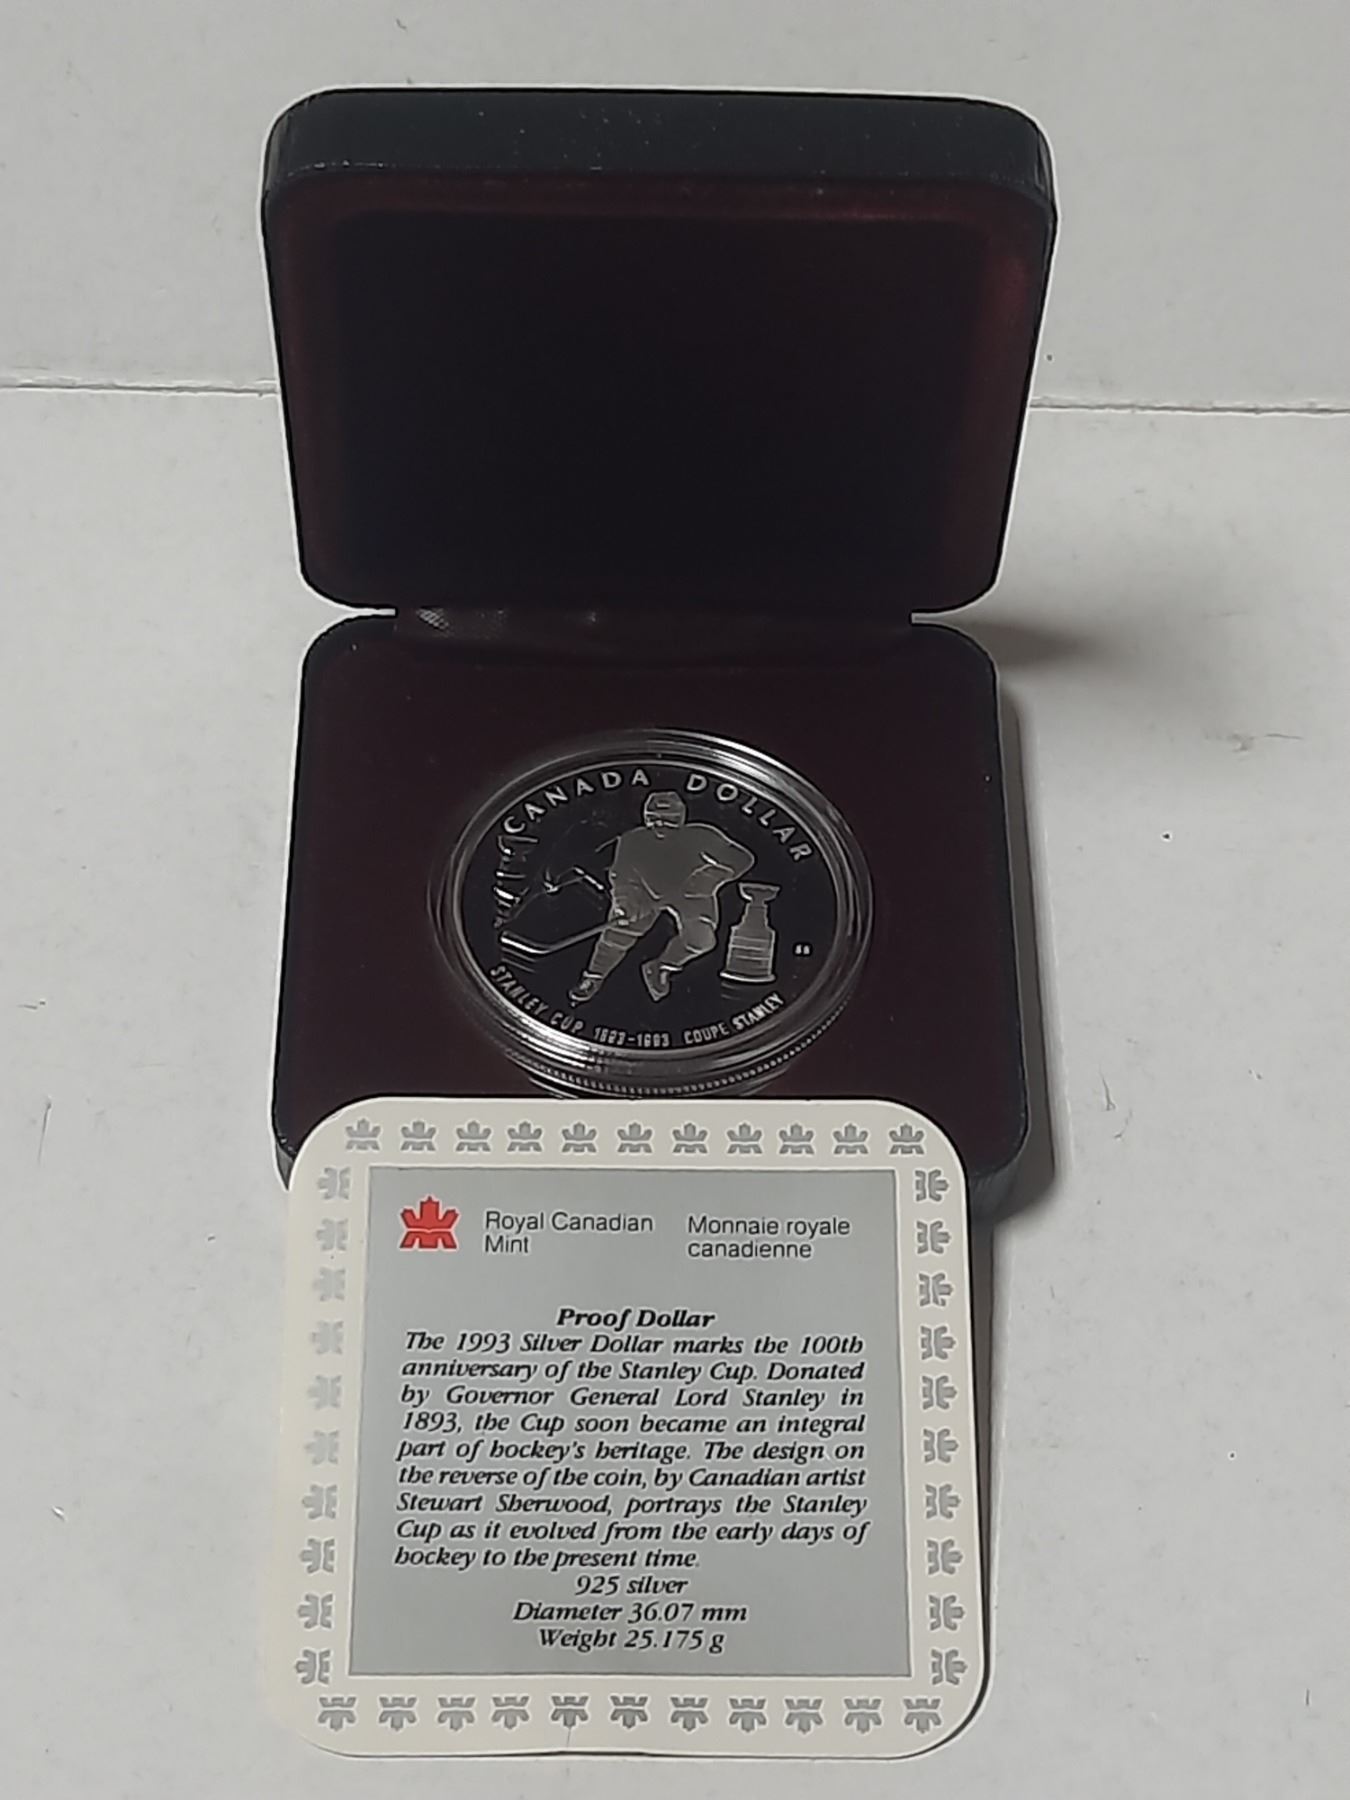 CANADA DOLLAR
SS
STANLEY CUP 1893-1993 COUPE STANLEY
Royal Canadian
Mint
Monnaie royale
canadienne
Proof Dollar
The 1993 Silver Dollar marks the 100th
anniversary of the Stanley Cup. Donated
by Governor General Lord Stanley in
1893, the Cup soon became an integral
part of hockey's heritage. The design on
the reverse of the coin, by Canadian artist
Stewart Sherwood, portrays the Stanley
Cup as it evolved from the early days of
hockey to the present time.
925 silver
Diameter 36.07 mm
Weight 25.175 g